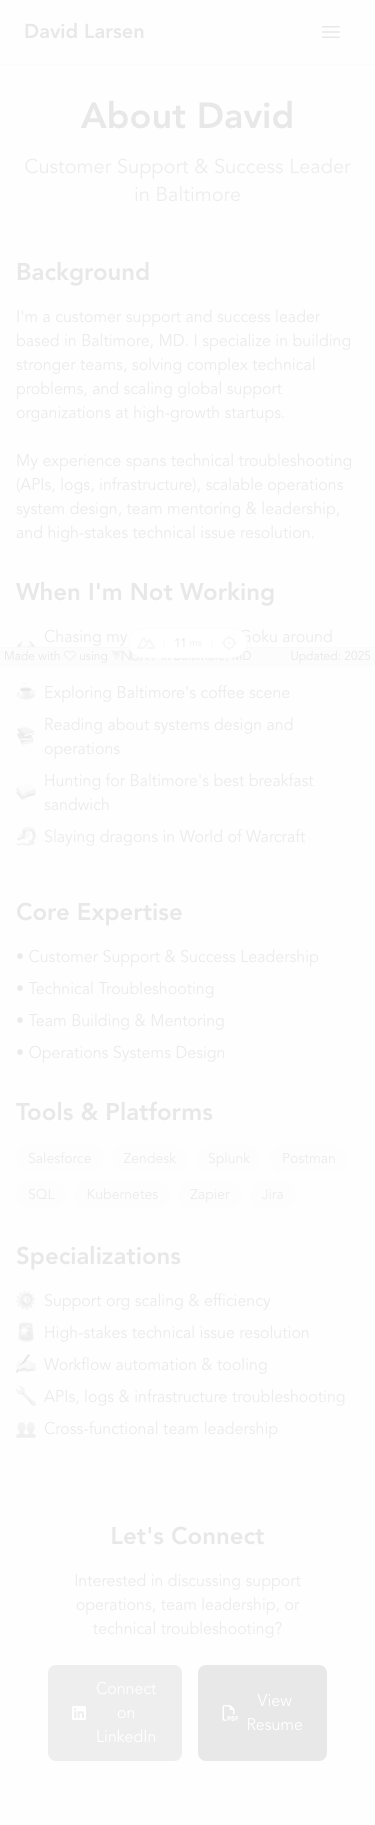 David Larsen
About David
Customer Support & Success Leader
in Baltimore
Background
I'm a customer support and success leader
based in Baltimore, MD. I specialize in building
stronger teams, solving complex technical
problems, and scaling global support
organizations at high-growth startups.
My experience spans technical troubleshooting
(APIs, logs, infrastructure), scalable operations
system design, team mentoring & leadership,
and high-stakes technical issue resolution.
When I'm Not Working
Chasing my Goku around
11 ms
Made with using MD Updated: 2025
Exploring Baltimore's coffee scene
Reading about systems design and
operations
Hunting for Baltimore's best breakfast
sandwich
Slaying dragons in World of Warcraft
Core Expertise
• Customer Support & Success Leadership
• Technical Troubleshooting
• Team Building & Mentoring
• Operations Systems Design
Tools & Platforms
Salesforce Zendesk Splunk Postman
SQL Kubernetes Zapier Jira
Specializations
Support org scaling & efficiency
High-stakes technical issue resolution
Workflow automation & tooling
APIs, logs & infrastructure troubleshooting
Cross-functional team leadership
Let's Connect
Interested in discussing support
operations, team leadership, or
technical troubleshooting?
Connect
on
LinkedIn
View
Resume